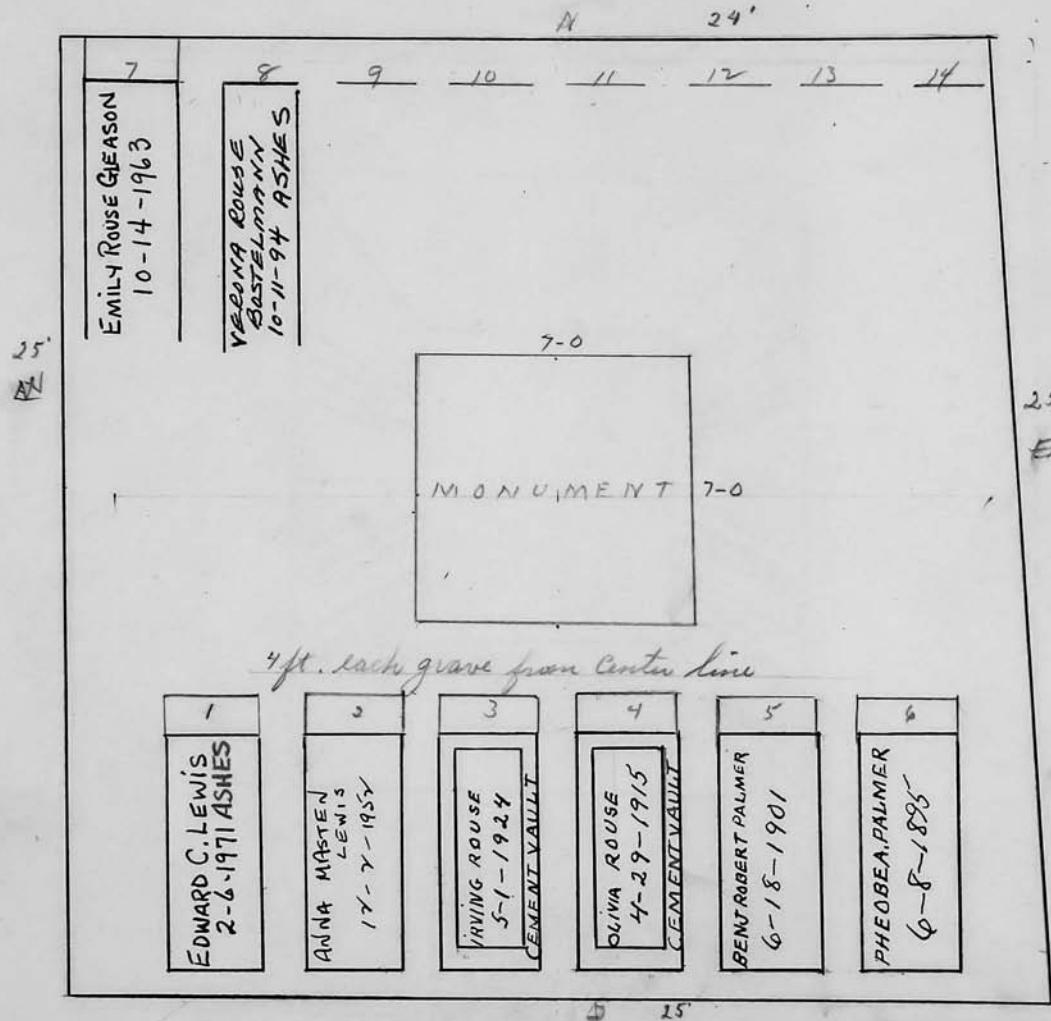 N 24'
7 8 9 10 11 12 13 14
EMILY ROUSE GLEASON
10-14-1963
VERONA ROUSE
BOSTELMANN
10-11-94 ASHES
25'
7-0
MONUMENT 7-0
4 ft. each grave from Center line
1 2 3 4 5 6
EDWARD C. LEWIS
2-6-1971 ASHES
ANNA MASTEN
LEWIS
12-2-1952
IRVING ROUSE
5-1-1924
CEMENT VAULT
OLIVIA ROUSE
4-29-1915
CEMENT VAULT
BENJ ROBERT PALMER
6-18-1901
PHEOBE A. PALMER
6-8-1895
25